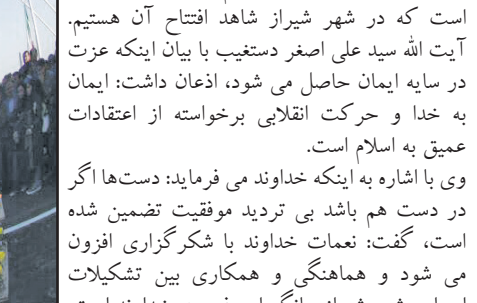 است که در شهر شیراز شاهد افتتاح آن هستیم.
آیت الله سید علی اصغر دستغیب با بیان اینکه عزت
در سایه ایمان حاصل می شود، اذعان داشت: ایمان
به خدا و حرکت انقلابی برخواسته از اعتقادات
عمیق به اسلام است.
وی با اشاره به اینکه خداوند می فرماید: دست‌ها اگر
در دست هم باشد بی تردید موفقیت تضمین شده
است، گفت: نعمات خداوند با شکرگزاری افزون
می شود و هماهنگی و همکاری بین تشکیلات